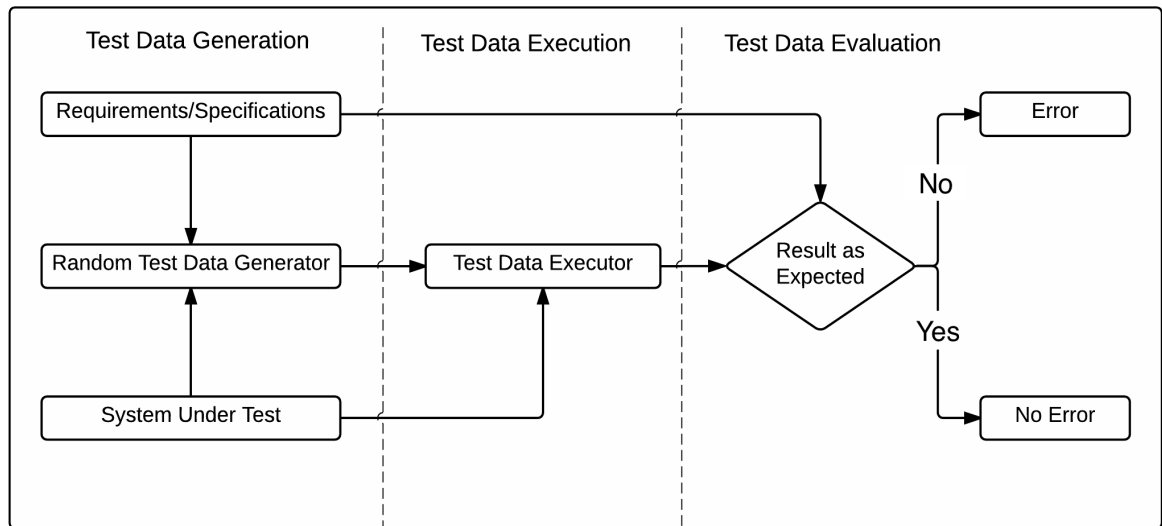 Test Data Generation
Test Data Execution
Test Data Evaluation
Requirements/Specifications
Error
No
Random Test Data Generator
Test Data Executor
Result as
Expected
Yes
System Under Test
No Error